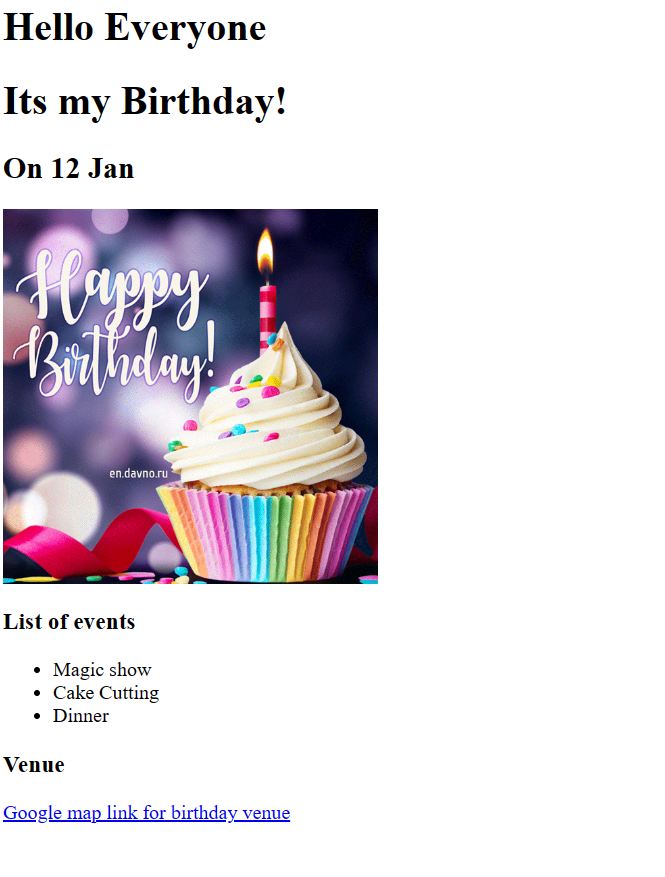 Hello Everyone
Its my Birthday!
On 12 Jan
Happy
Birthday!
en.davno.ru
List of events
Magic show
Cake Cutting
Dinner
Venue
Google map link for birthday venue